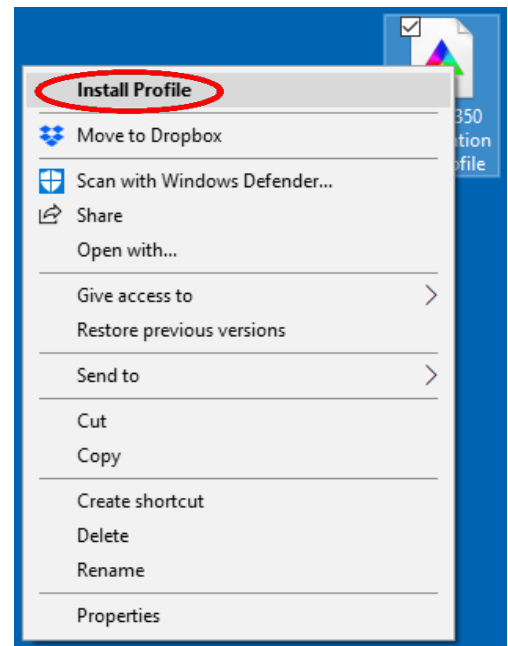 Install Profile
Move to Dropbox
Scan with Windows Defender...
Share
Open with...
Give access to
Restore previous versions
Send to
Cut
Copy
Create shortcut
Delete
Rename
Properties
350